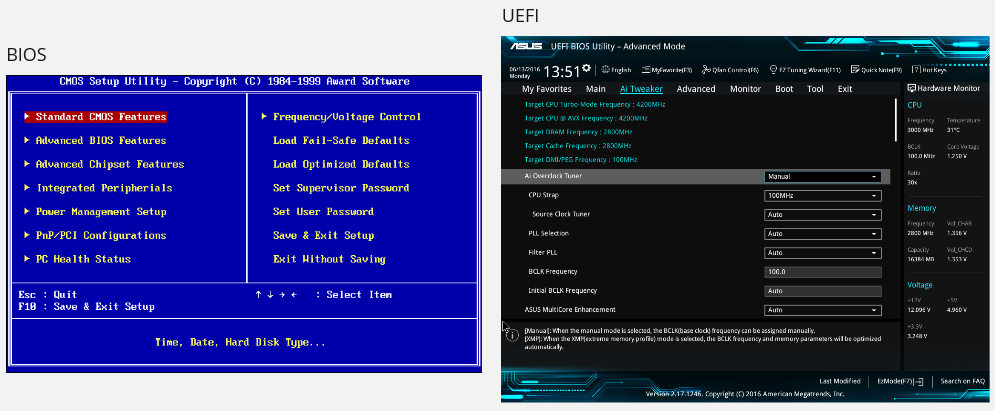 BIOS
CMOS Setup Utility - Copyright (C) 1984-1999 Award Software
Standard CMOS Features
Advanced BIOS Features
Advanced Chipset Features
Integrated Peripherals
Power Management Setup
PnP/PCI Configurations
PC Health Status
Frequency/Voltage Control
Load Fail-Safe Defaults
Load Optimized Defaults
Set Supervisor Password
Set User Password
Save & Exit Setup
Exit Without Saving
Esc : Quit
F10 : Save & Exit Setup
↑ ↓ → ← : Select Item
Time, Date, Hard Disk Type...
UEFI
ASUS UEFI BIOS Utility – Advanced Mode
06/13/2016 Monday 13:51 English MyFavorite(F3) Qfan Control(F6) EZ Tuning Wizard(F11) Quick Note(F9) Hot Keys
My Favorites Main Ai Tweaker Advanced Monitor Boot Tool Exit
Target CPU Turbo-Mode Frequency : 4200MHz
Target CPU @ AVX Frequency : 4200MHz
Target DRAM Frequency : 2800MHz
Target Cache Frequency : 2800MHz
Target DMI/PEG Frequency : 100MHz
Ai Overclock Tuner Manual
CPU Strap 100MHz
Source Clock Tuner Auto
PLL Selection Auto
Filter PLL Auto
BCLK Frequency 100.0
Initial BCLK Frequency Auto
ASUS MultiCore Enhancement Auto
[Manual]: When the manual mode is selected, the BCLK(base clock) frequency can be assigned manually.
[XMP]: When the XMP(extreme memory profile) mode is selected, the BCLK frequency and memory parameters will be optimized
automatically.
Hardware Monitor
CPU
Frequency Temperature
3000 MHz 31°C
BCLK Core Voltage
100.0 MHz 1.250 V
Ratio
30x
Memory
Frequency Vol_CHAB
2800 MHz 1.356 V
Capacity Vol_CHCD
16384 MB 1.353 V
Voltage
+12V +5V
12.096 V 4.960 V
+3.3V
3.248 V
Last Modified EzMode(F7) Search on FAQ
Version 2.17.1246. Copyright (C) 2016 American Megatrends, Inc.